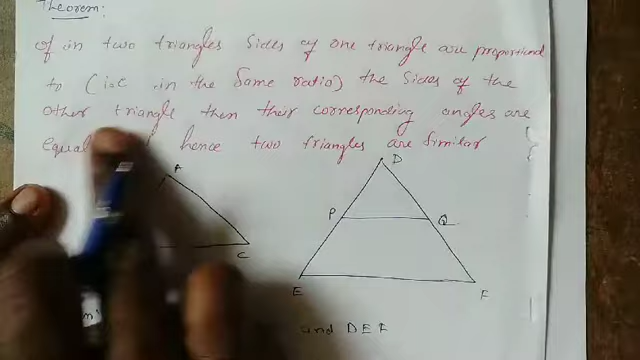 Theorem:
If in two triangles sides of one triangle are proportional
to (i.e in the same ratio) the sides of the
other triangle then their corresponding angles are
equal hence two triangles are similar
A
D
P
Q
C
E
F
and DEF